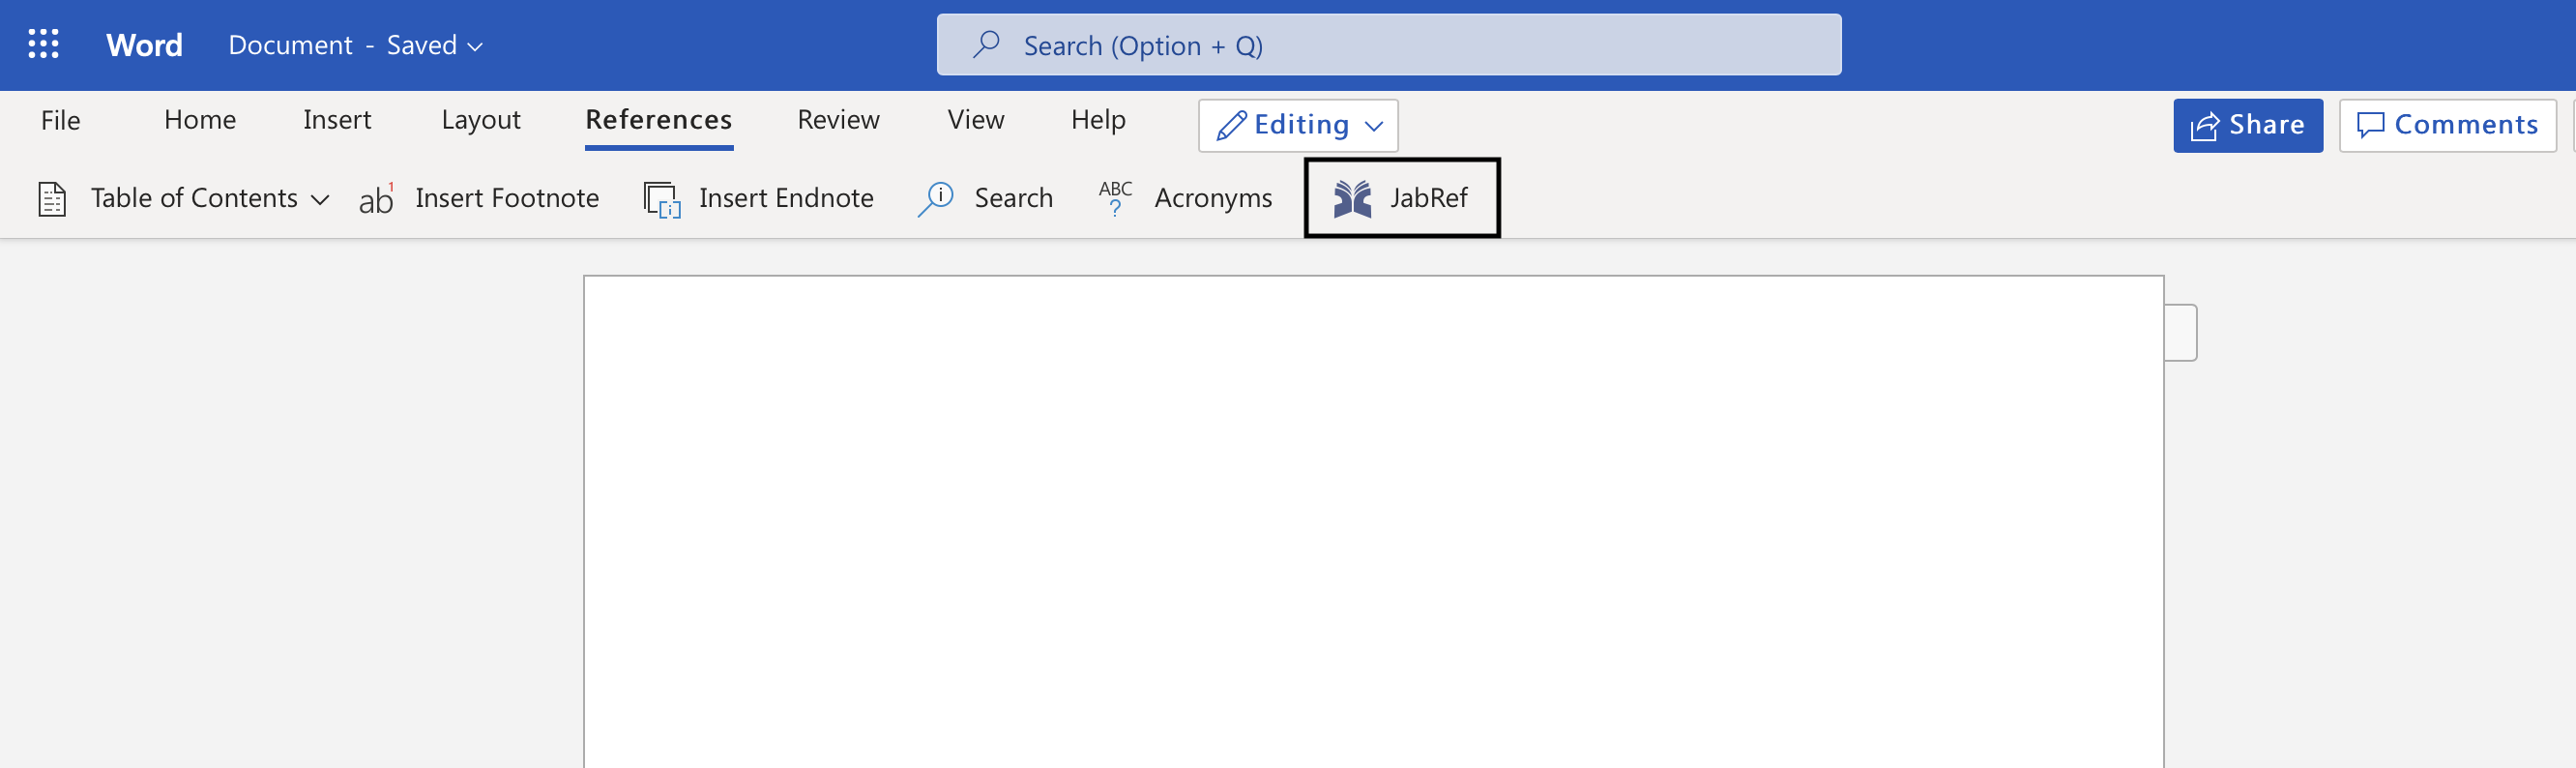 Word Document - Saved Search (Option + Q)
File Home Insert Layout References Review View Help Editing Share Comments
Table of Contents ab1 Insert Footnote [i] Insert Endnote i Search ABC? Acronyms JabRef